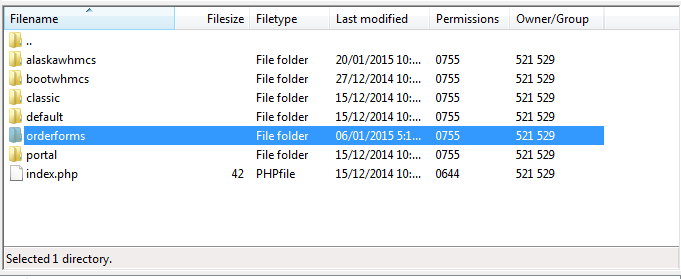 Filename Filesize Filetype Last modified Permissions Owner/Group
..
alaskawhmcs File folder 20/01/2015 10:... 0755 521 529
bootwhmcs File folder 27/12/2014 10:... 0755 521 529
classic File folder 15/12/2014 10:... 0755 521 529
default File folder 15/12/2014 10:... 0755 521 529
orderforms File folder 06/01/2015 5:1... 0755 521 529
portal File folder 15/12/2014 10:... 0755 521 529
index.php 42 PHPfile 15/12/2014 10:... 0644 521 529
Selected 1 directory.